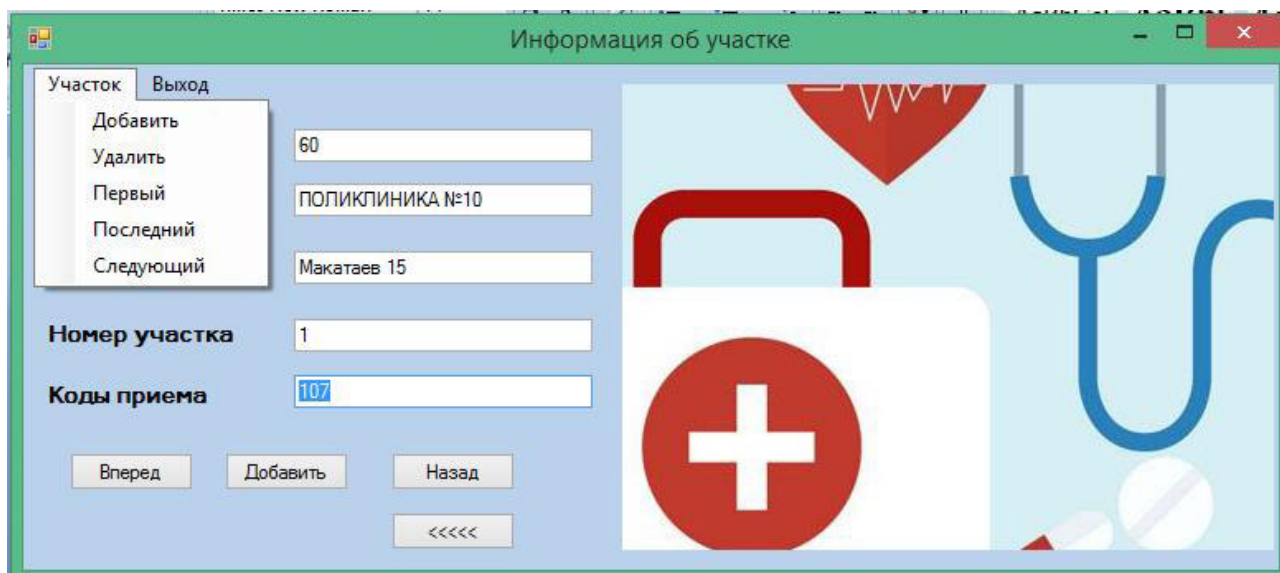 Информация об участке
Участок Выход
Добавить
Удалить
Первый
Последний
Следующий
60
ПОЛИКЛИНИКА №10
Макатаев 15
Номер участка 1
Коды приема 107
Вперед Добавить Назад
<<<<<